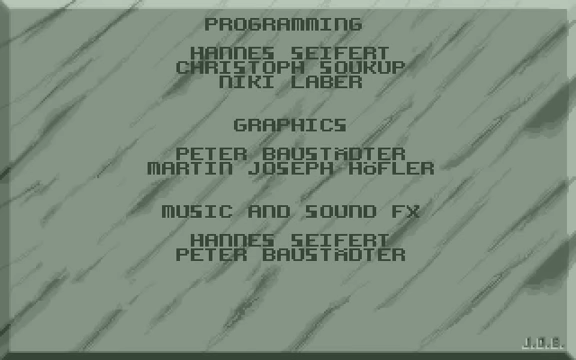 PROGRAMMING
HANNES SEIFERT
CHRISTOPH SOUKUP
NIKI LABER
GRAPHICS
PETER BAUSTÄDTER
MARTIN JOSEPH HÖFLER
MUSIC AND SOUND FX
HANNES SEIFERT
PETER BAUSTÄDTER
J.O.E.